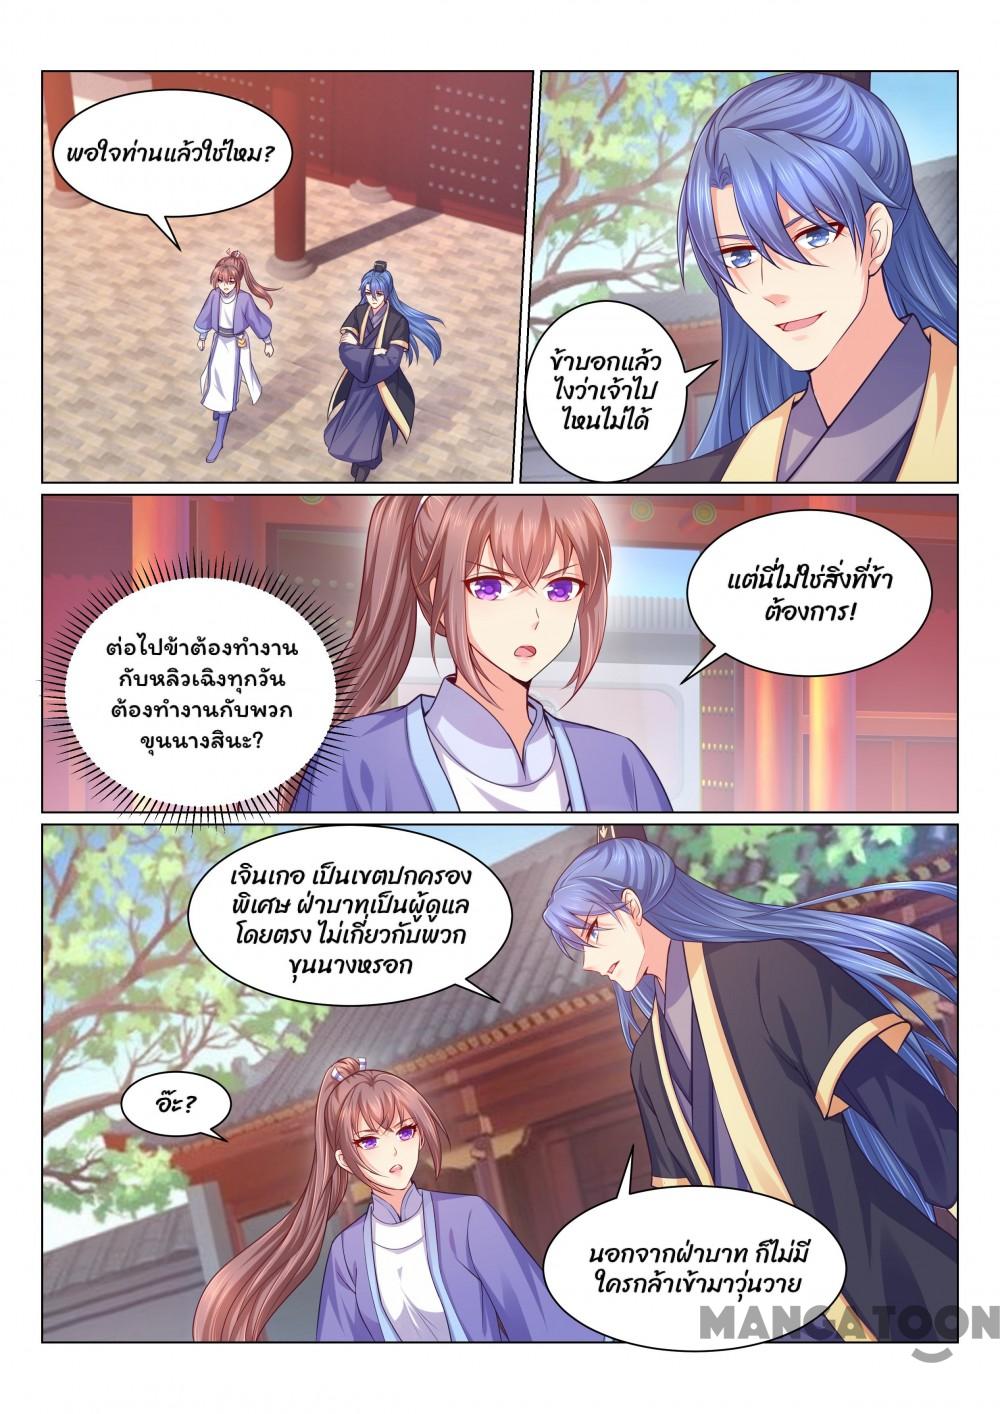 พอใจท่านแล้วใช่ไหม?
ข้าบอกแล้ว
ไงว่าเจ้าไป
ไหนไม่ได้
แต่นี่ไม่ใช่สิ่งที่ข้า
ต้องการ!
ต่อไปข้าต้องทำงาน
กับหลิวเฉิงทุกวัน
ต้องทำงานกับพวก
ขุนนางสินะ?
เจินเกอ เป็นเขตปกครอง
พิเศษ ฝ่าบาทเป็นผู้ดูแล
โดยตรง ไม่เกี่ยวกับพวก
ขุนนางหรอก
อ๊ะ?
นอกจากฝ่าบาท ก็ไม่มี
ใครกล้าเข้ามาวุ่นวาย
MANGATOON